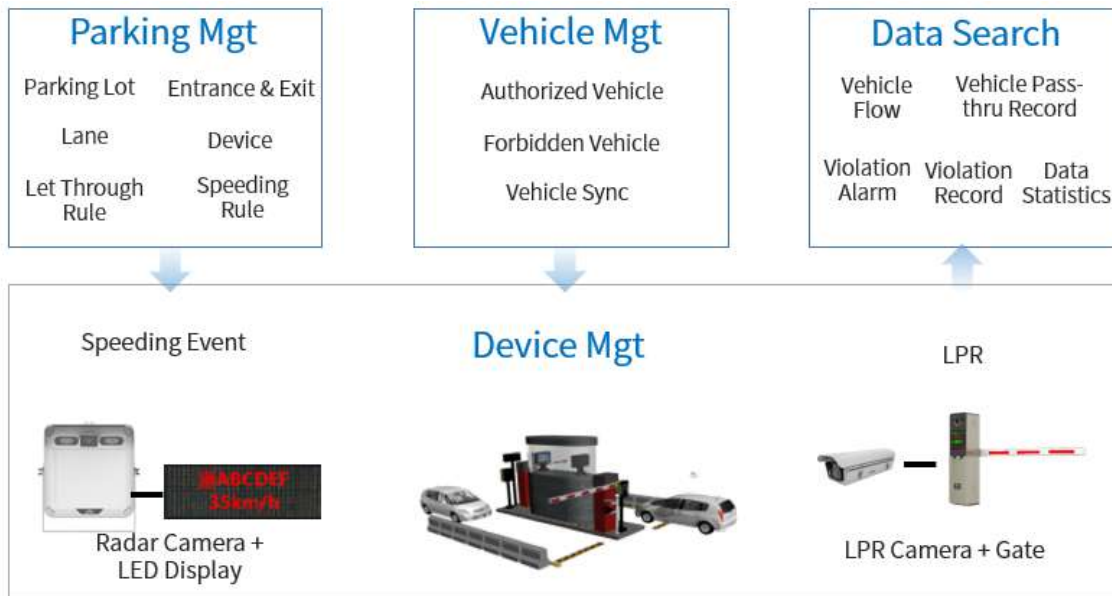 Parking Mgt
Parking Lot
Entrance & Exit
Lane
Device
Let Through
Rule
Speeding
Rule
Vehicle Mgt
Authorized Vehicle
Forbidden Vehicle
Vehicle Sync
Data Search
Vehicle
Flow
Vehicle Pass-
thru Record
Violation
Alarm
Violation
Record
Data
Statistics
Speeding Event
Device Mgt
LPR
ABCDEF
35km/h
Radar Camera +
LED Display
LPR Camera + Gate